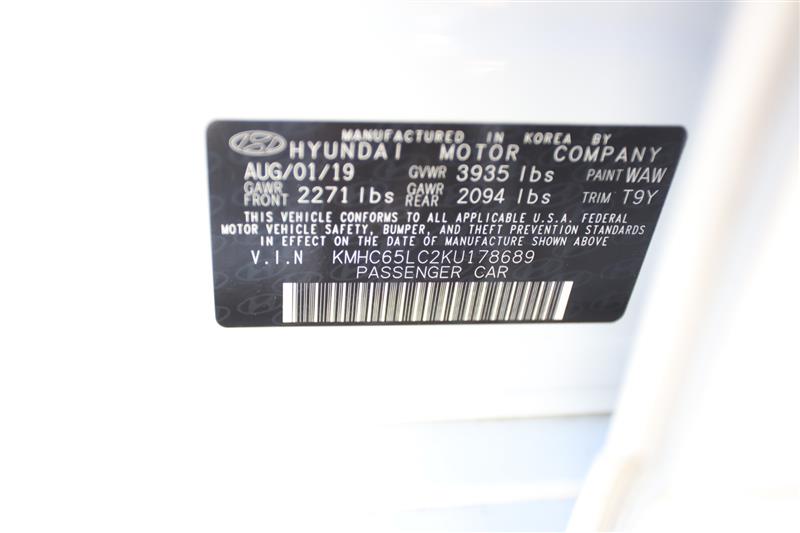 MANUFACTURED IN KOREA BY
HYUNDAI MOTOR COMPANY
AUG/01/19 GVWR 3935 lbs PAINT WAW
GAWR FRONT 2271 lbs GAWR REAR 2094 lbs TRIM T9Y
THIS VEHICLE CONFORMS TO ALL APPLICABLE U.S.A. FEDERAL
MOTOR VEHICLE SAFETY, BUMPER, AND THEFT PREVENTION STANDARDS
IN EFFECT ON THE DATE OF MANUFACTURE SHOWN ABOVE
V.I.N KMHC65LC2KU178689
PASSENGER CAR